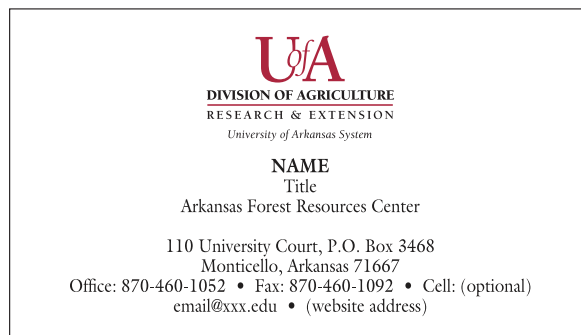 UofA
DIVISION OF AGRICULTURE
RESEARCH & EXTENSION
University of Arkansas System
NAME
Title
Arkansas Forest Resources Center
110 University Court, P.O. Box 3468
Monticello, Arkansas 71667
Office: 870-460-1052 • Fax: 870-460-1092 • Cell: (optional)
email@xxx.edu • (website address)